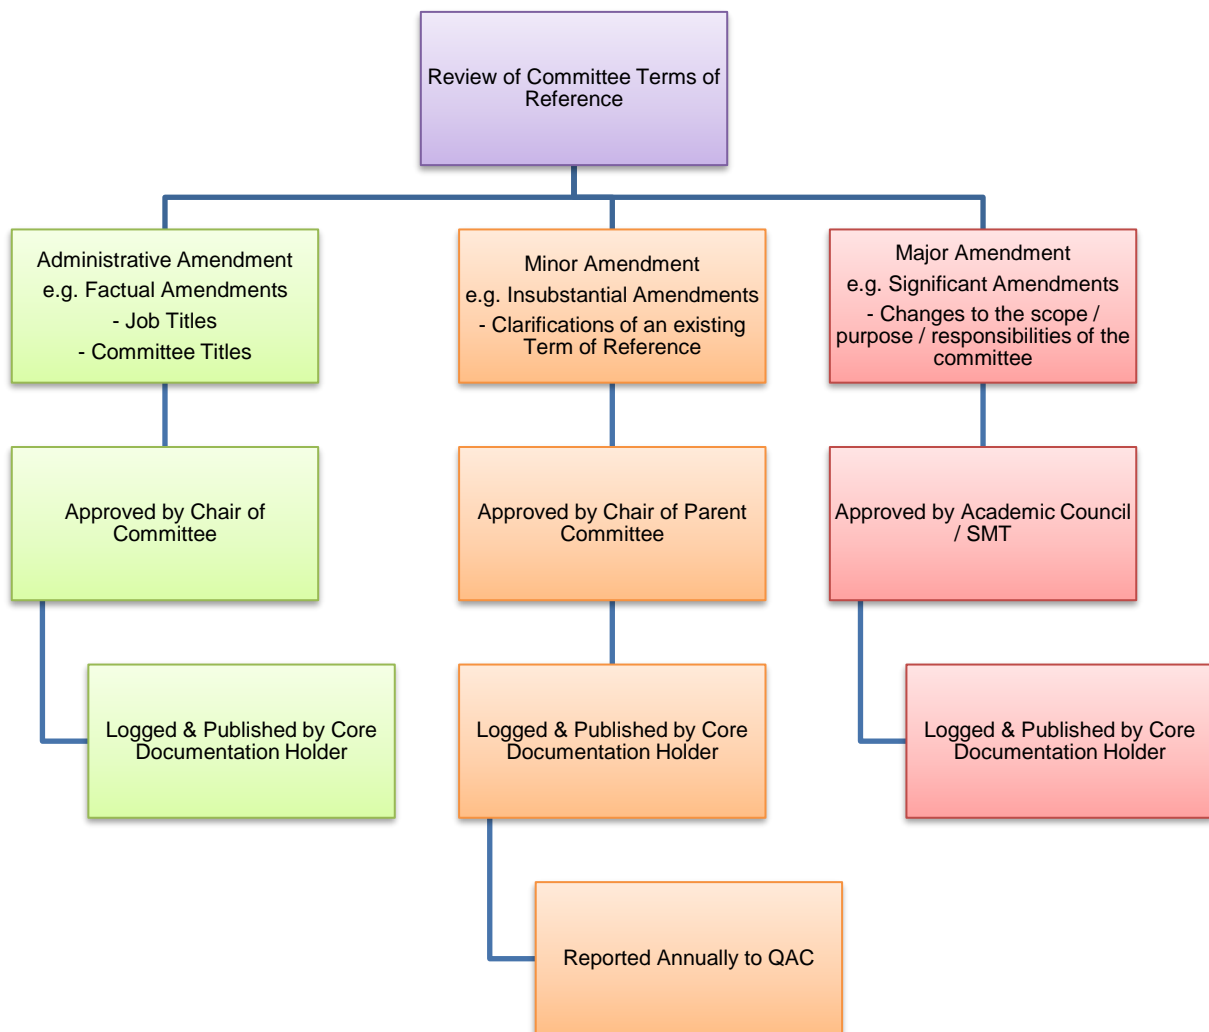 Review of Committee Terms of
Reference
Administrative Amendment
e.g. Factual Amendments
- Job Titles
- Committee Titles
Minor Amendment
e.g. Insubstantial Amendments
- Clarifications of an existing
Term of Reference
Major Amendment
e.g. Significant Amendments
- Changes to the scope /
purpose / responsibilities of the
committee
Approved by Chair of
Committee
Approved by Chair of Parent
Committee
Approved by Academic Council
/ SMT
Logged & Published by Core
Documentation Holder
Logged & Published by Core
Documentation Holder
Logged & Published by Core
Documentation Holder
Reported Annually to QAC